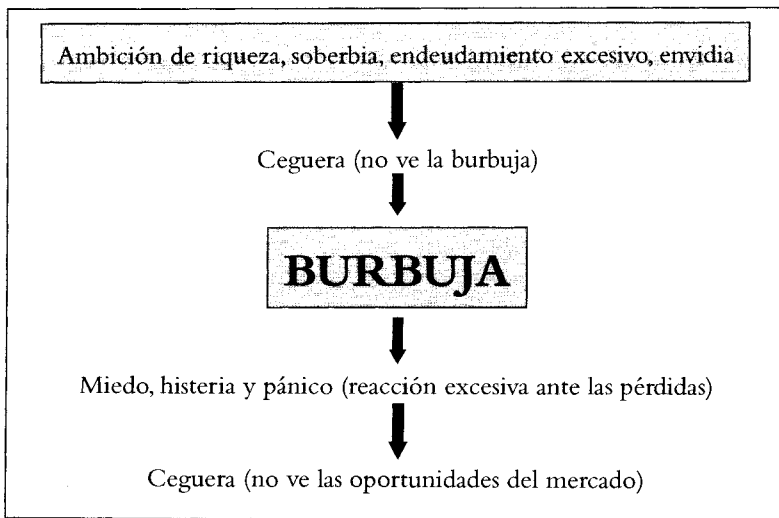 Ambición de riqueza, soberbia, endeudamiento excesivo, envidia
Ceguera (no ve la burbuja)
BURBUJA
Miedo, histeria y pánico (reacción excesiva ante las pérdidas)
Ceguera (no ve las oportunidades del mercado)